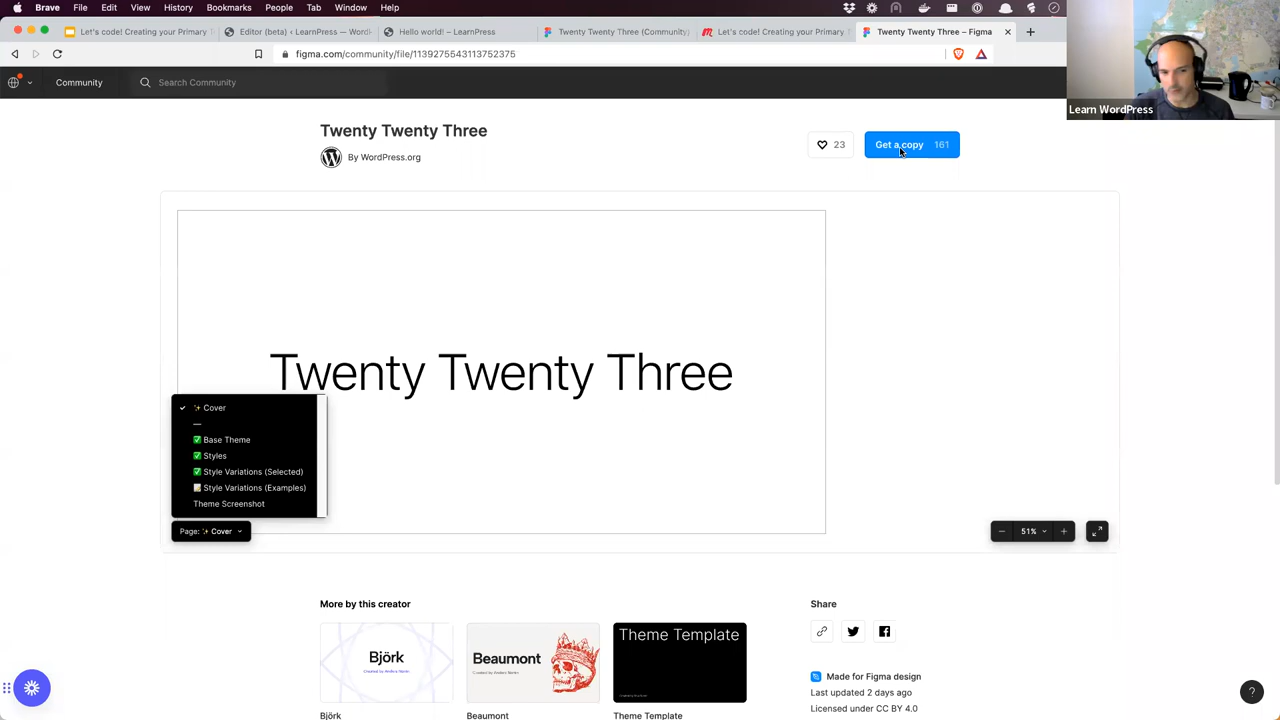 Brave File Edit View History Bookmarks People Tab Window Help
Let's code! Creating your Primary
Editor (beta) ‹ LearnPress — Word
Hello world! – LearnPress
Twenty Twenty Three (Community
Let's code! Creating your Primary
Twenty Twenty Three – Figma
figma.com/community/file/1139275543113752375
Community
Search Community
Learn WordPress
Twenty Twenty Three
By WordPress.org
23
Get a copy 161
Twenty Twenty Three
Cover
—
Base Theme
Styles
Style Variations (Selected)
Style Variations (Examples)
Theme Screenshot
Page: Cover
51%
More by this creator
Share
Björk
Beaumont
Theme Template
Made for Figma design
Last updated 2 days ago
Licensed under CC BY 4.0
Björk
Beaumont
Theme Template